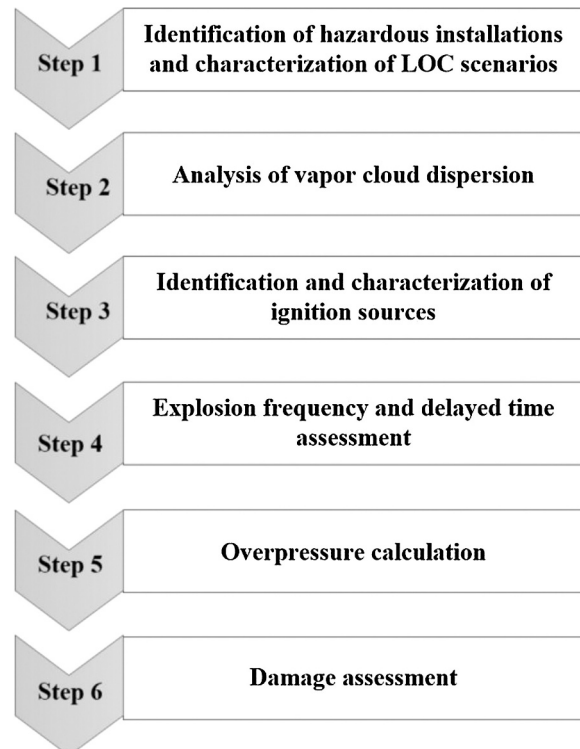 Step 1
Identification of hazardous installations
and characterization of LOC scenarios
Step 2
Analysis of vapor cloud dispersion
Step 3
Identification and characterization of
ignition sources
Step 4
Explosion frequency and delayed time
assessment
Step 5
Overpressure calculation
Step 6
Damage assessment